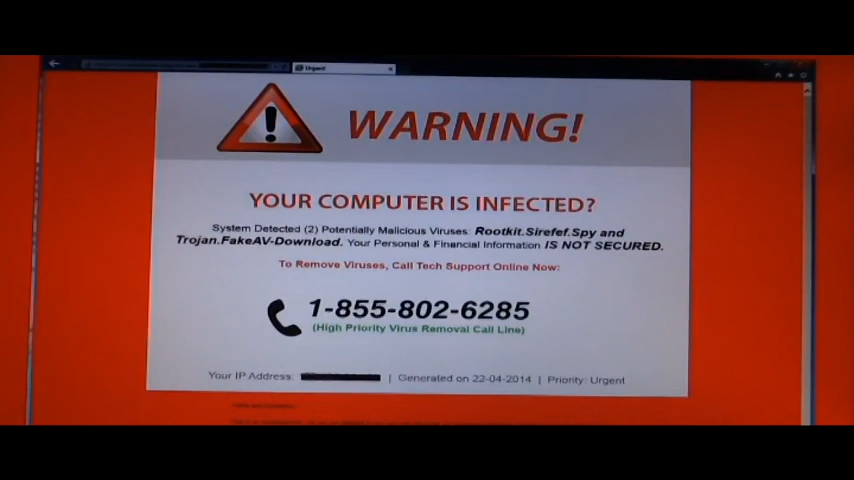 Urgent
WARNING!
YOUR COMPUTER IS INFECTED?
System Detected (2) Potentially Malicious Viruses: Rootkit.Sirefef.Spy and
Trojan.FakeAV-Download. Your Personal & Financial Information IS NOT SECURED.
To Remove Viruses, Call Tech Support Online Now:
1-855-802-6285
(High Priority Virus Removal Call Line)
Your IP Address: | Generated on 22-04-2014 | Priority: Urgent